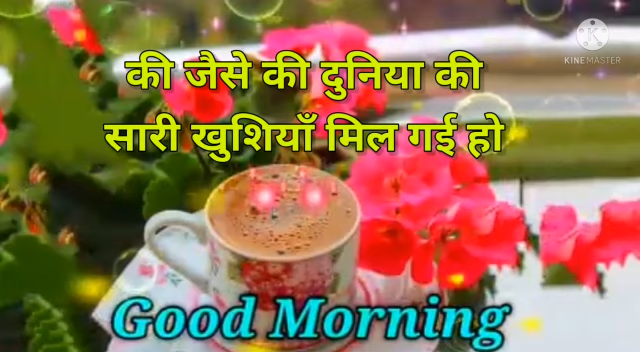 KINEMASTER
की जैसे की दुनिया की
सारी खुशियाँ मिल गई हो
Good Morning